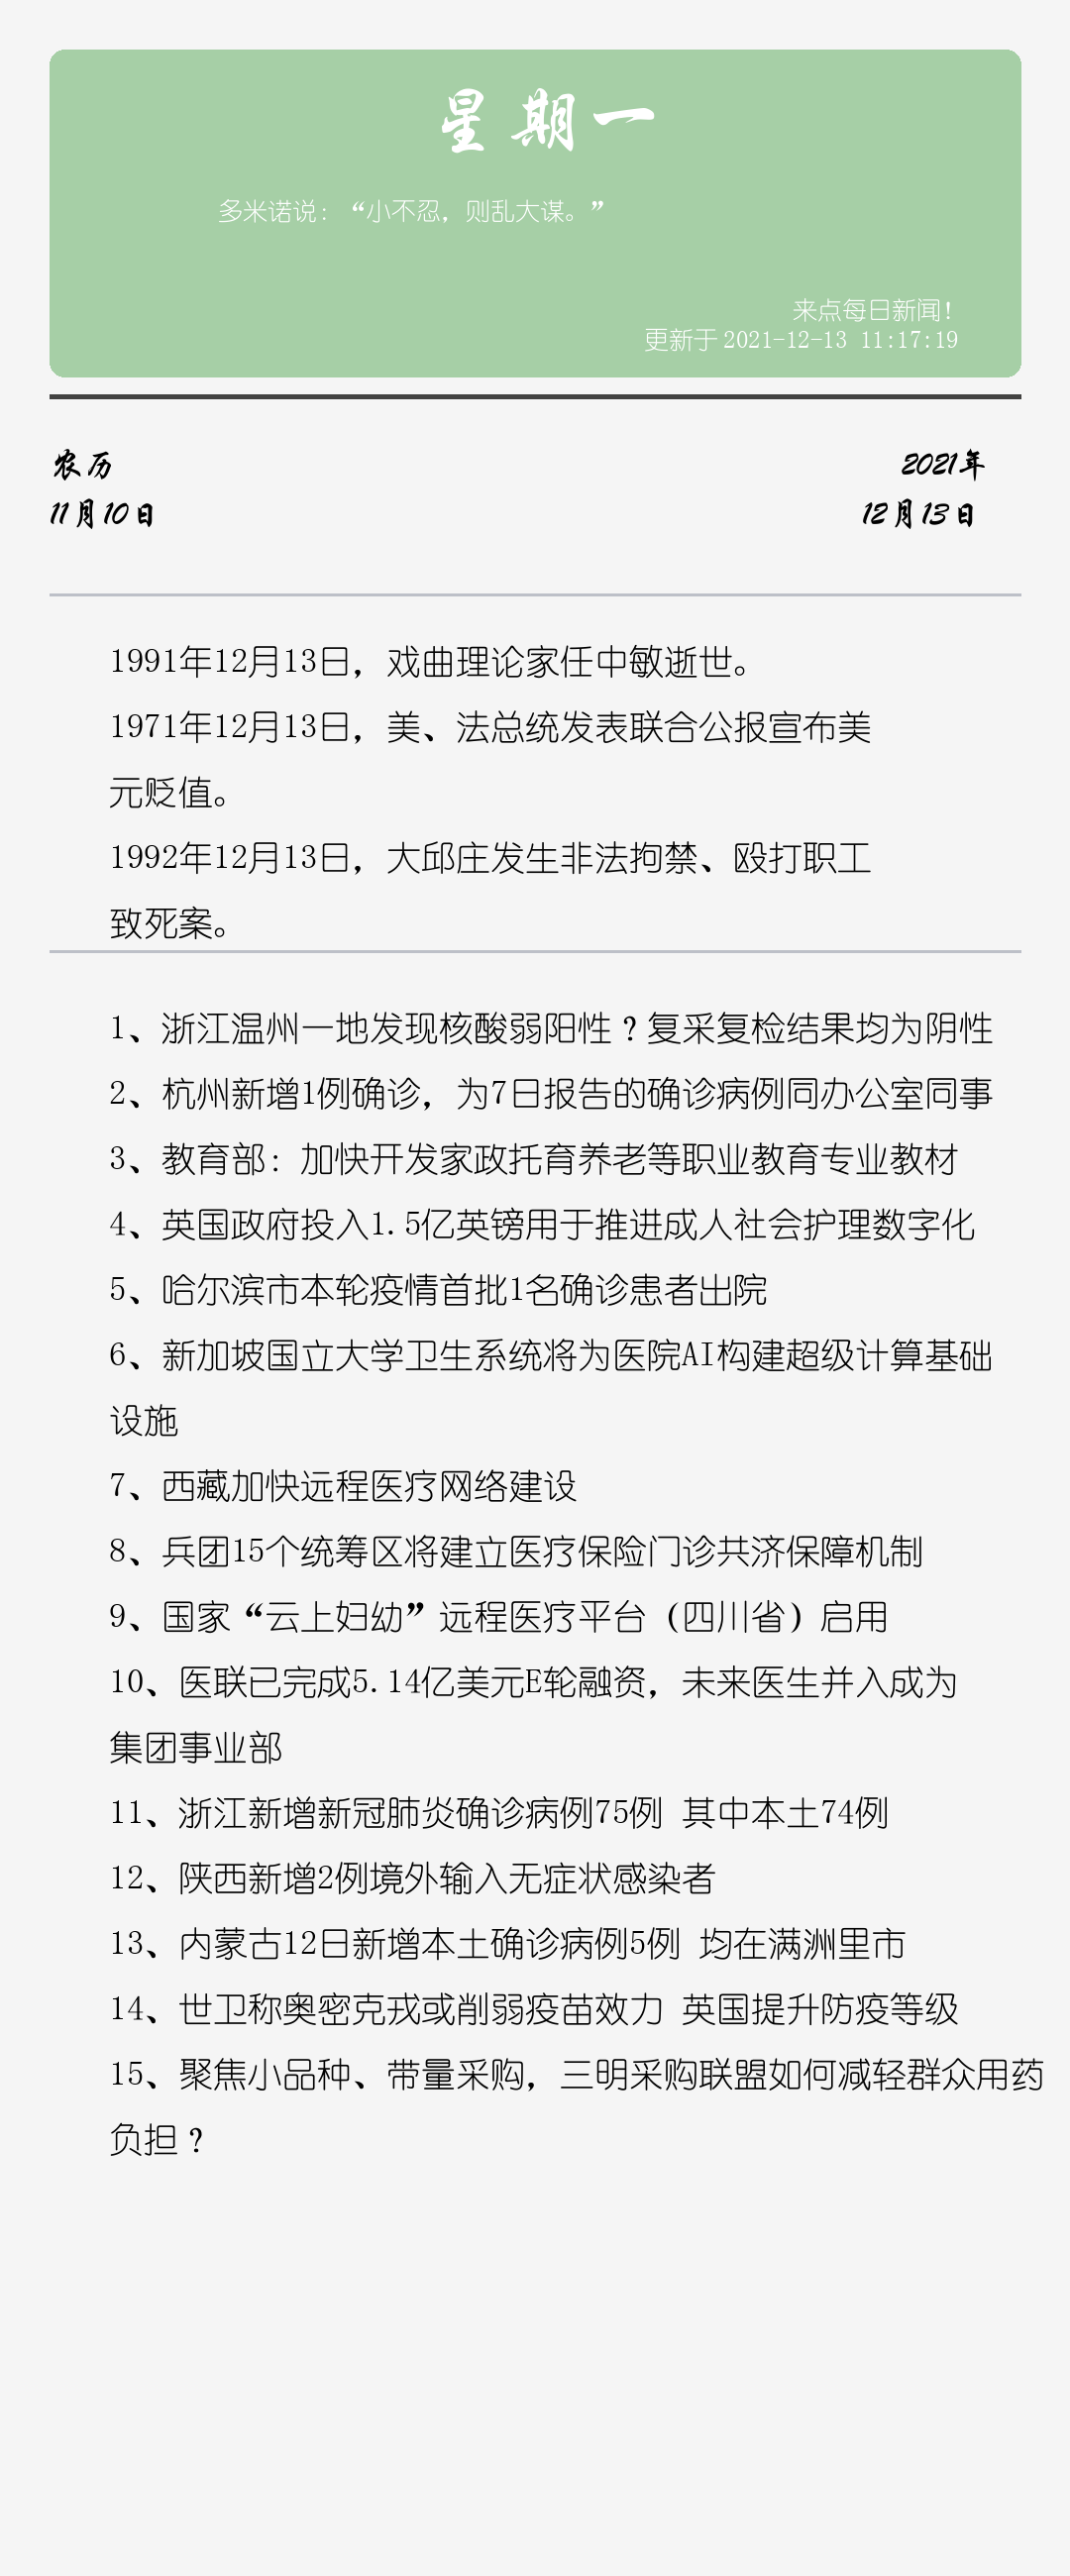 星期一
多米诺说：“小不忍，则乱大谋。”
来点每日新闻！
更新于 2021-12-13 11:17:19
农历
2021年
11月10日
12月13日
1991年12月13日，戏曲理论家任中敏逝世。
1971年12月13日，美、法总统发表联合公报宣布美
元贬值。
1992年12月13日，大邱庄发生非法拘禁、殴打职工
致死案。
1、浙江温州一地发现核酸弱阳性？复采复检结果均为阴性
2、杭州新增1例确诊，为7日报告的确诊病例同办公室同事
3、教育部：加快开发家政托育养老等职业教育专业教材
4、英国政府投入1.5亿英镑用于推进成人社会护理数字化
5、哈尔滨市本轮疫情首批1名确诊患者出院
6、新加坡国立大学卫生系统将为医院AI构建超级计算基础
设施
7、西藏加快远程医疗网络建设
8、兵团15个统筹区将建立医疗保险门诊共济保障机制
9、国家“云上妇幼”远程医疗平台（四川省）启用
10、医联已完成5.14亿美元E轮融资，未来医生并入成为
集团事业部
11、浙江新增新冠肺炎确诊病例75例 其中本土74例
12、陕西新增2例境外输入无症状感染者
13、内蒙古12日新增本土确诊病例5例 均在满洲里市
14、世卫称奥密克戎或削弱疫苗效力 英国提升防疫等级
15、聚焦小品种、带量采购，三明采购联盟如何减轻群众用药
负担？